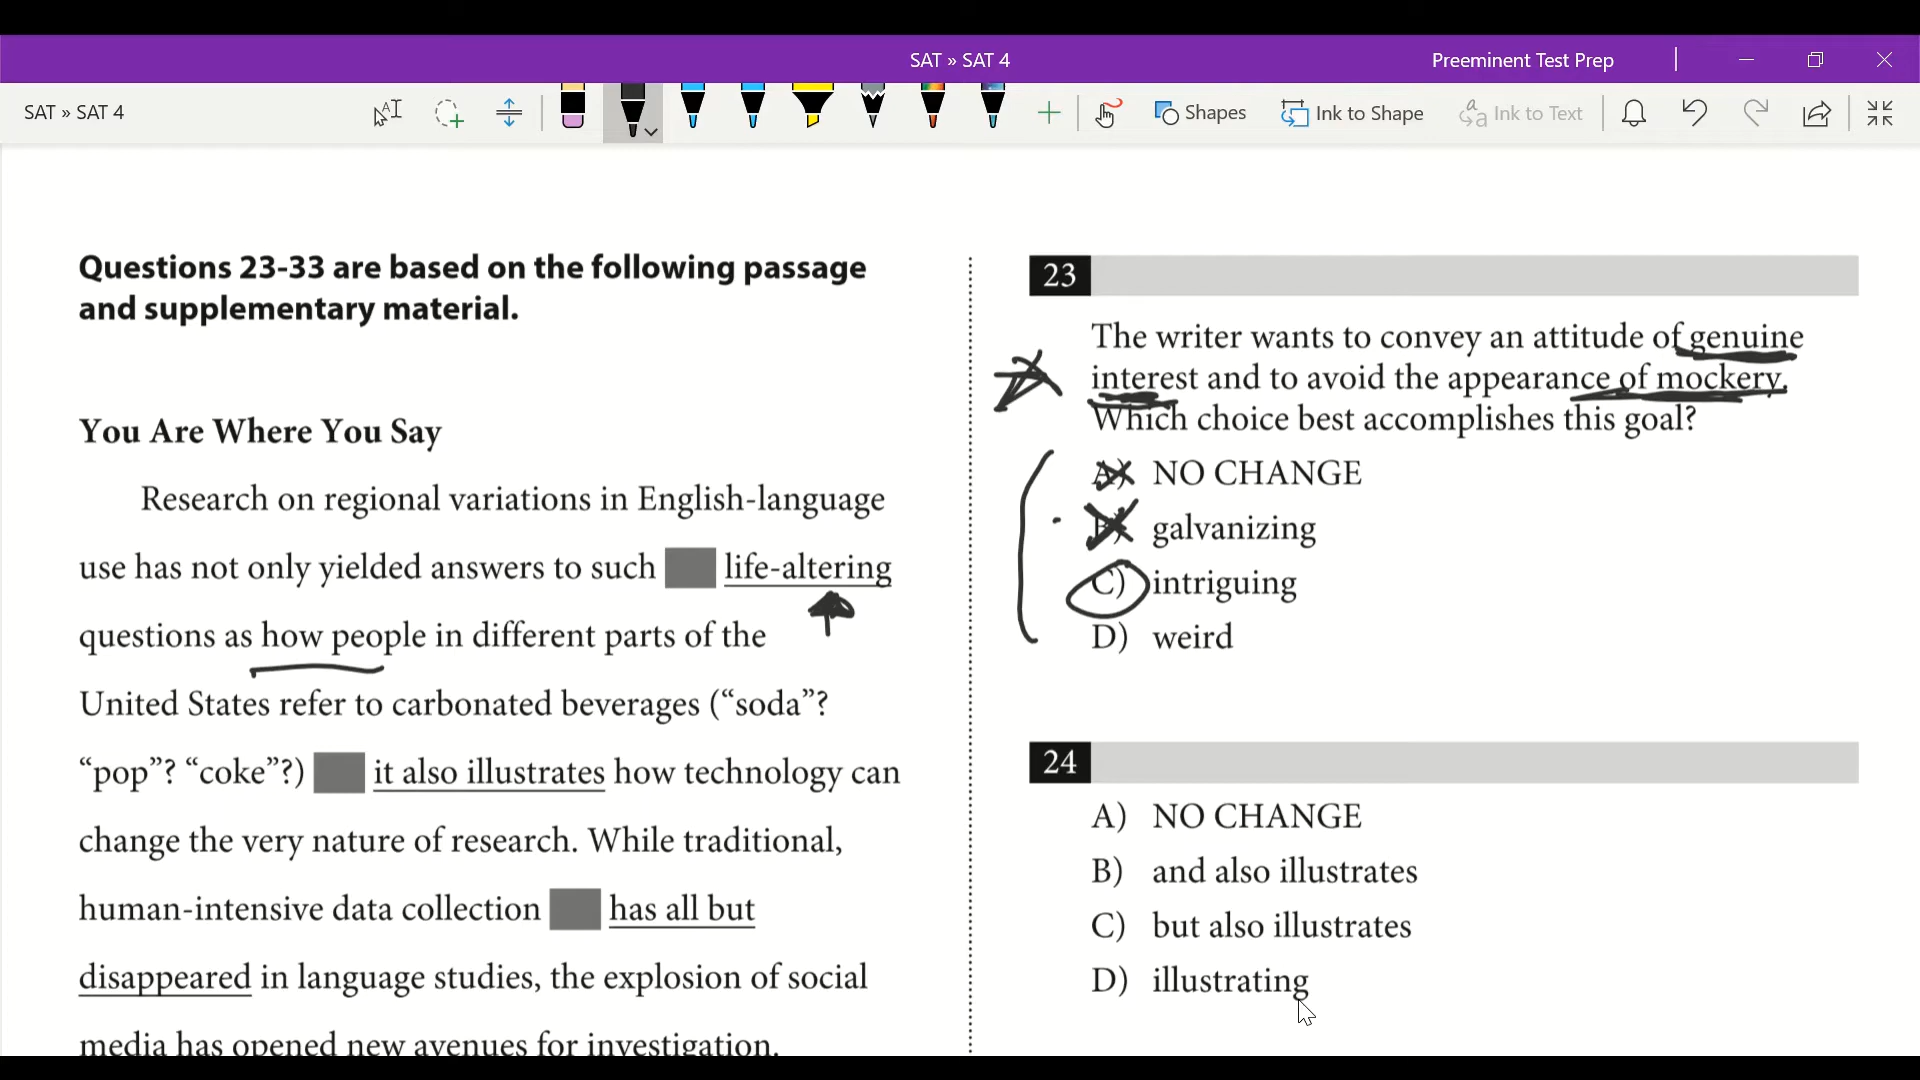 SAT » SAT 4
Preeminent Test Prep
SAT » SAT 4
Shapes
Ink to Shape
Ink to Text
Questions 23-33 are based on the following passage
and supplementary material.
You Are Where You Say
Research on regional variations in English-language
use has not only yielded answers to such life-altering
questions as how people in different parts of the
United States refer to carbonated beverages (“soda”?
“pop”? “coke”?) it also illustrates how technology can
change the very nature of research. While traditional,
human-intensive data collection has all but
disappeared in language studies, the explosion of social
media has opened new avenues for investigation.
23
The writer wants to convey an attitude of genuine
interest and to avoid the appearance of mockery.
Which choice best accomplishes this goal?
A) NO CHANGE
B) galvanizing
C) intriguing
D) weird
24
A) NO CHANGE
B) and also illustrates
C) but also illustrates
D) illustrating